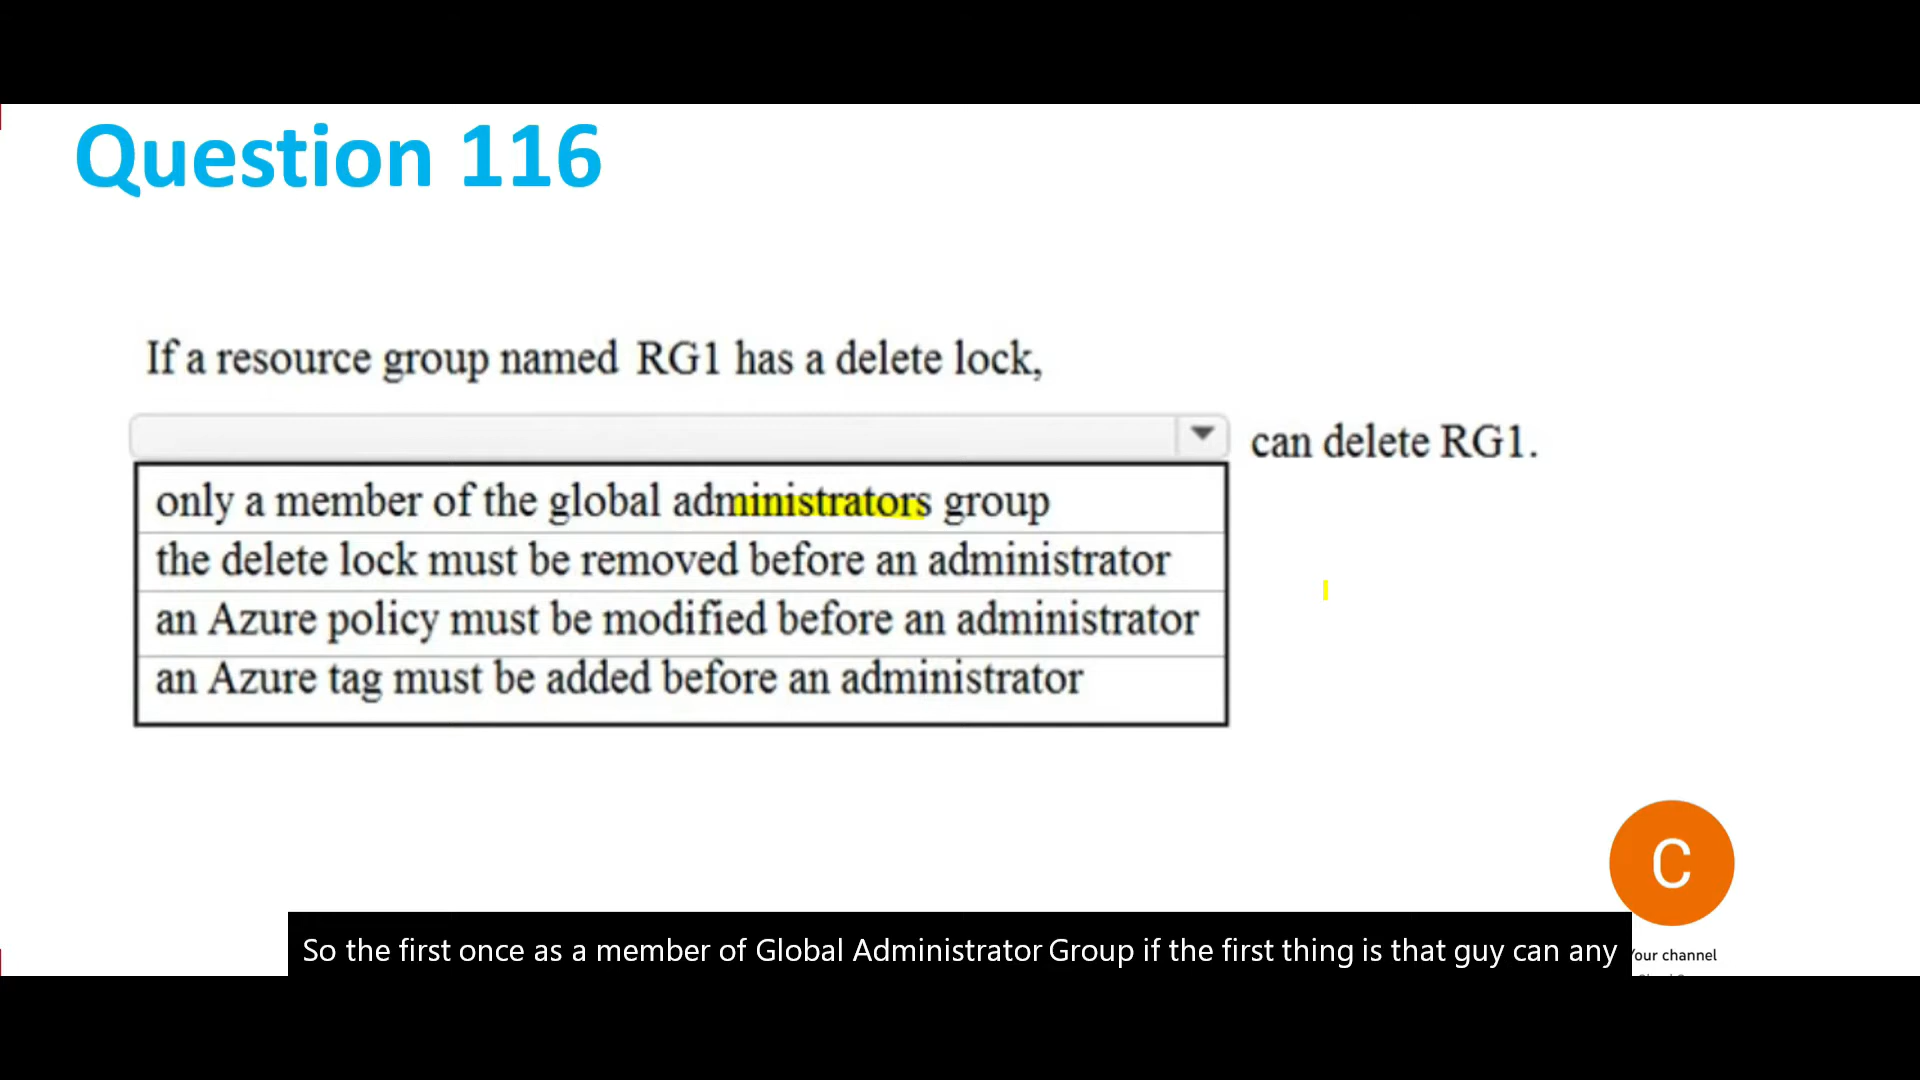 Question 116
If a resource group named RG1 has a delete lock,
can delete RG1.
only a member of the global administrators group
the delete lock must be removed before an administrator
an Azure policy must be modified before an administrator
an Azure tag must be added before an administrator
C
So the first once as a member of Global Administrator Group if the first thing is that guy can any
Your channel